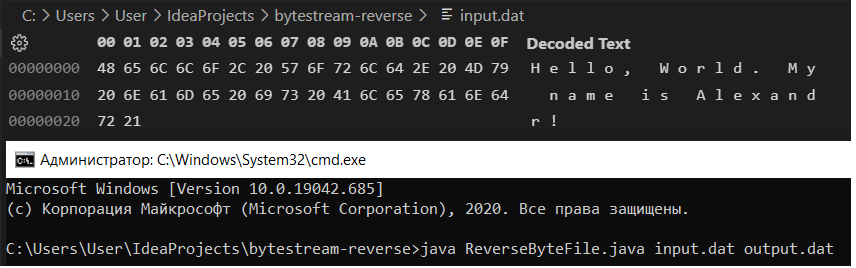 C: > Users > User > IdeaProjects > bytestream-reverse > input.dat
00 01 02 03 04 05 06 07 08 09 0A 0B 0C 0D 0E 0F Decoded Text
00000000 48 65 6C 6C 6F 2C 20 57 6F 72 6C 64 2E 20 4D 79 H e l l o , W o r l d . M y
00000010 20 6E 61 6D 65 20 69 73 20 41 6C 65 78 61 6E 64 n a m e i s A l e x a n d
00000020 72 21 r !
C:\. Администратор: C:\Windows\System32\cmd.exe
Microsoft Windows [Version 10.0.19042.685]
(c) Корпорация Майкрософт (Microsoft Corporation), 2020. Все права защищены.
C:\Users\User\IdeaProjects\bytestream-reverse>java ReverseByteFile.java input.dat output.dat